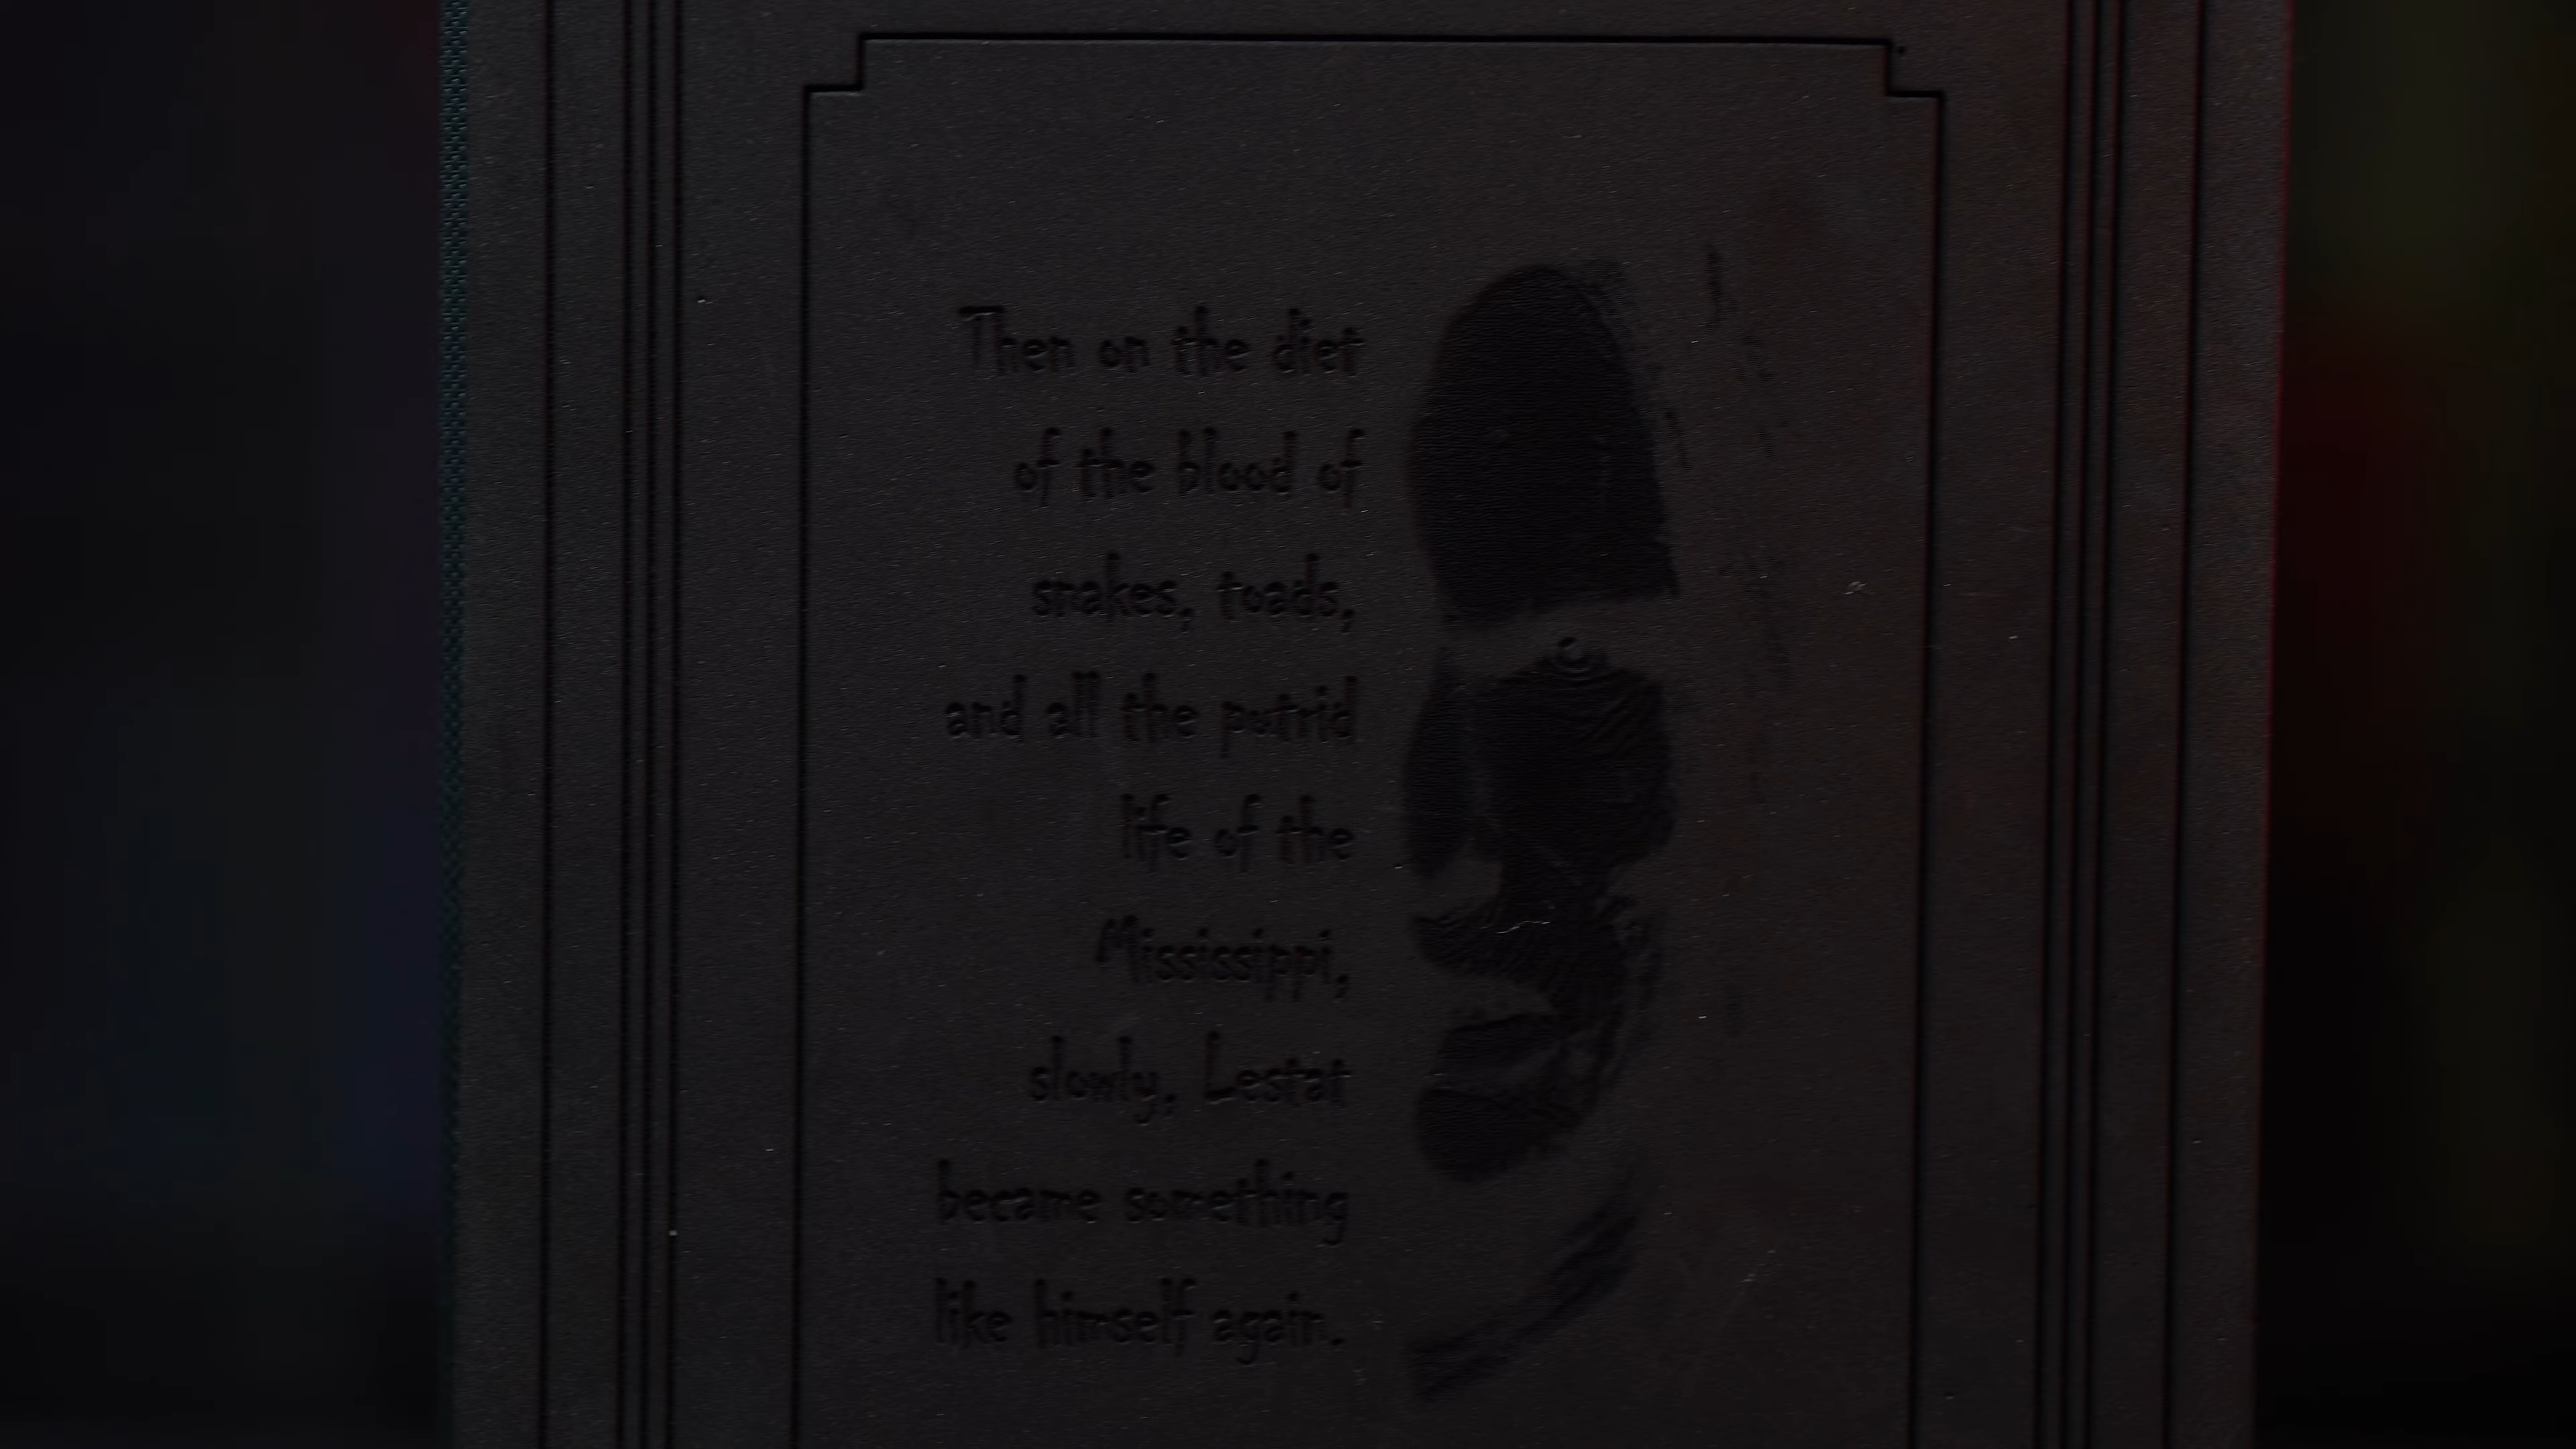 Then on the diet
of the blood of
snakes, toads,
and all the putrid
life of the
Mississippi,
slowly, Lestat
became something
like himself again.